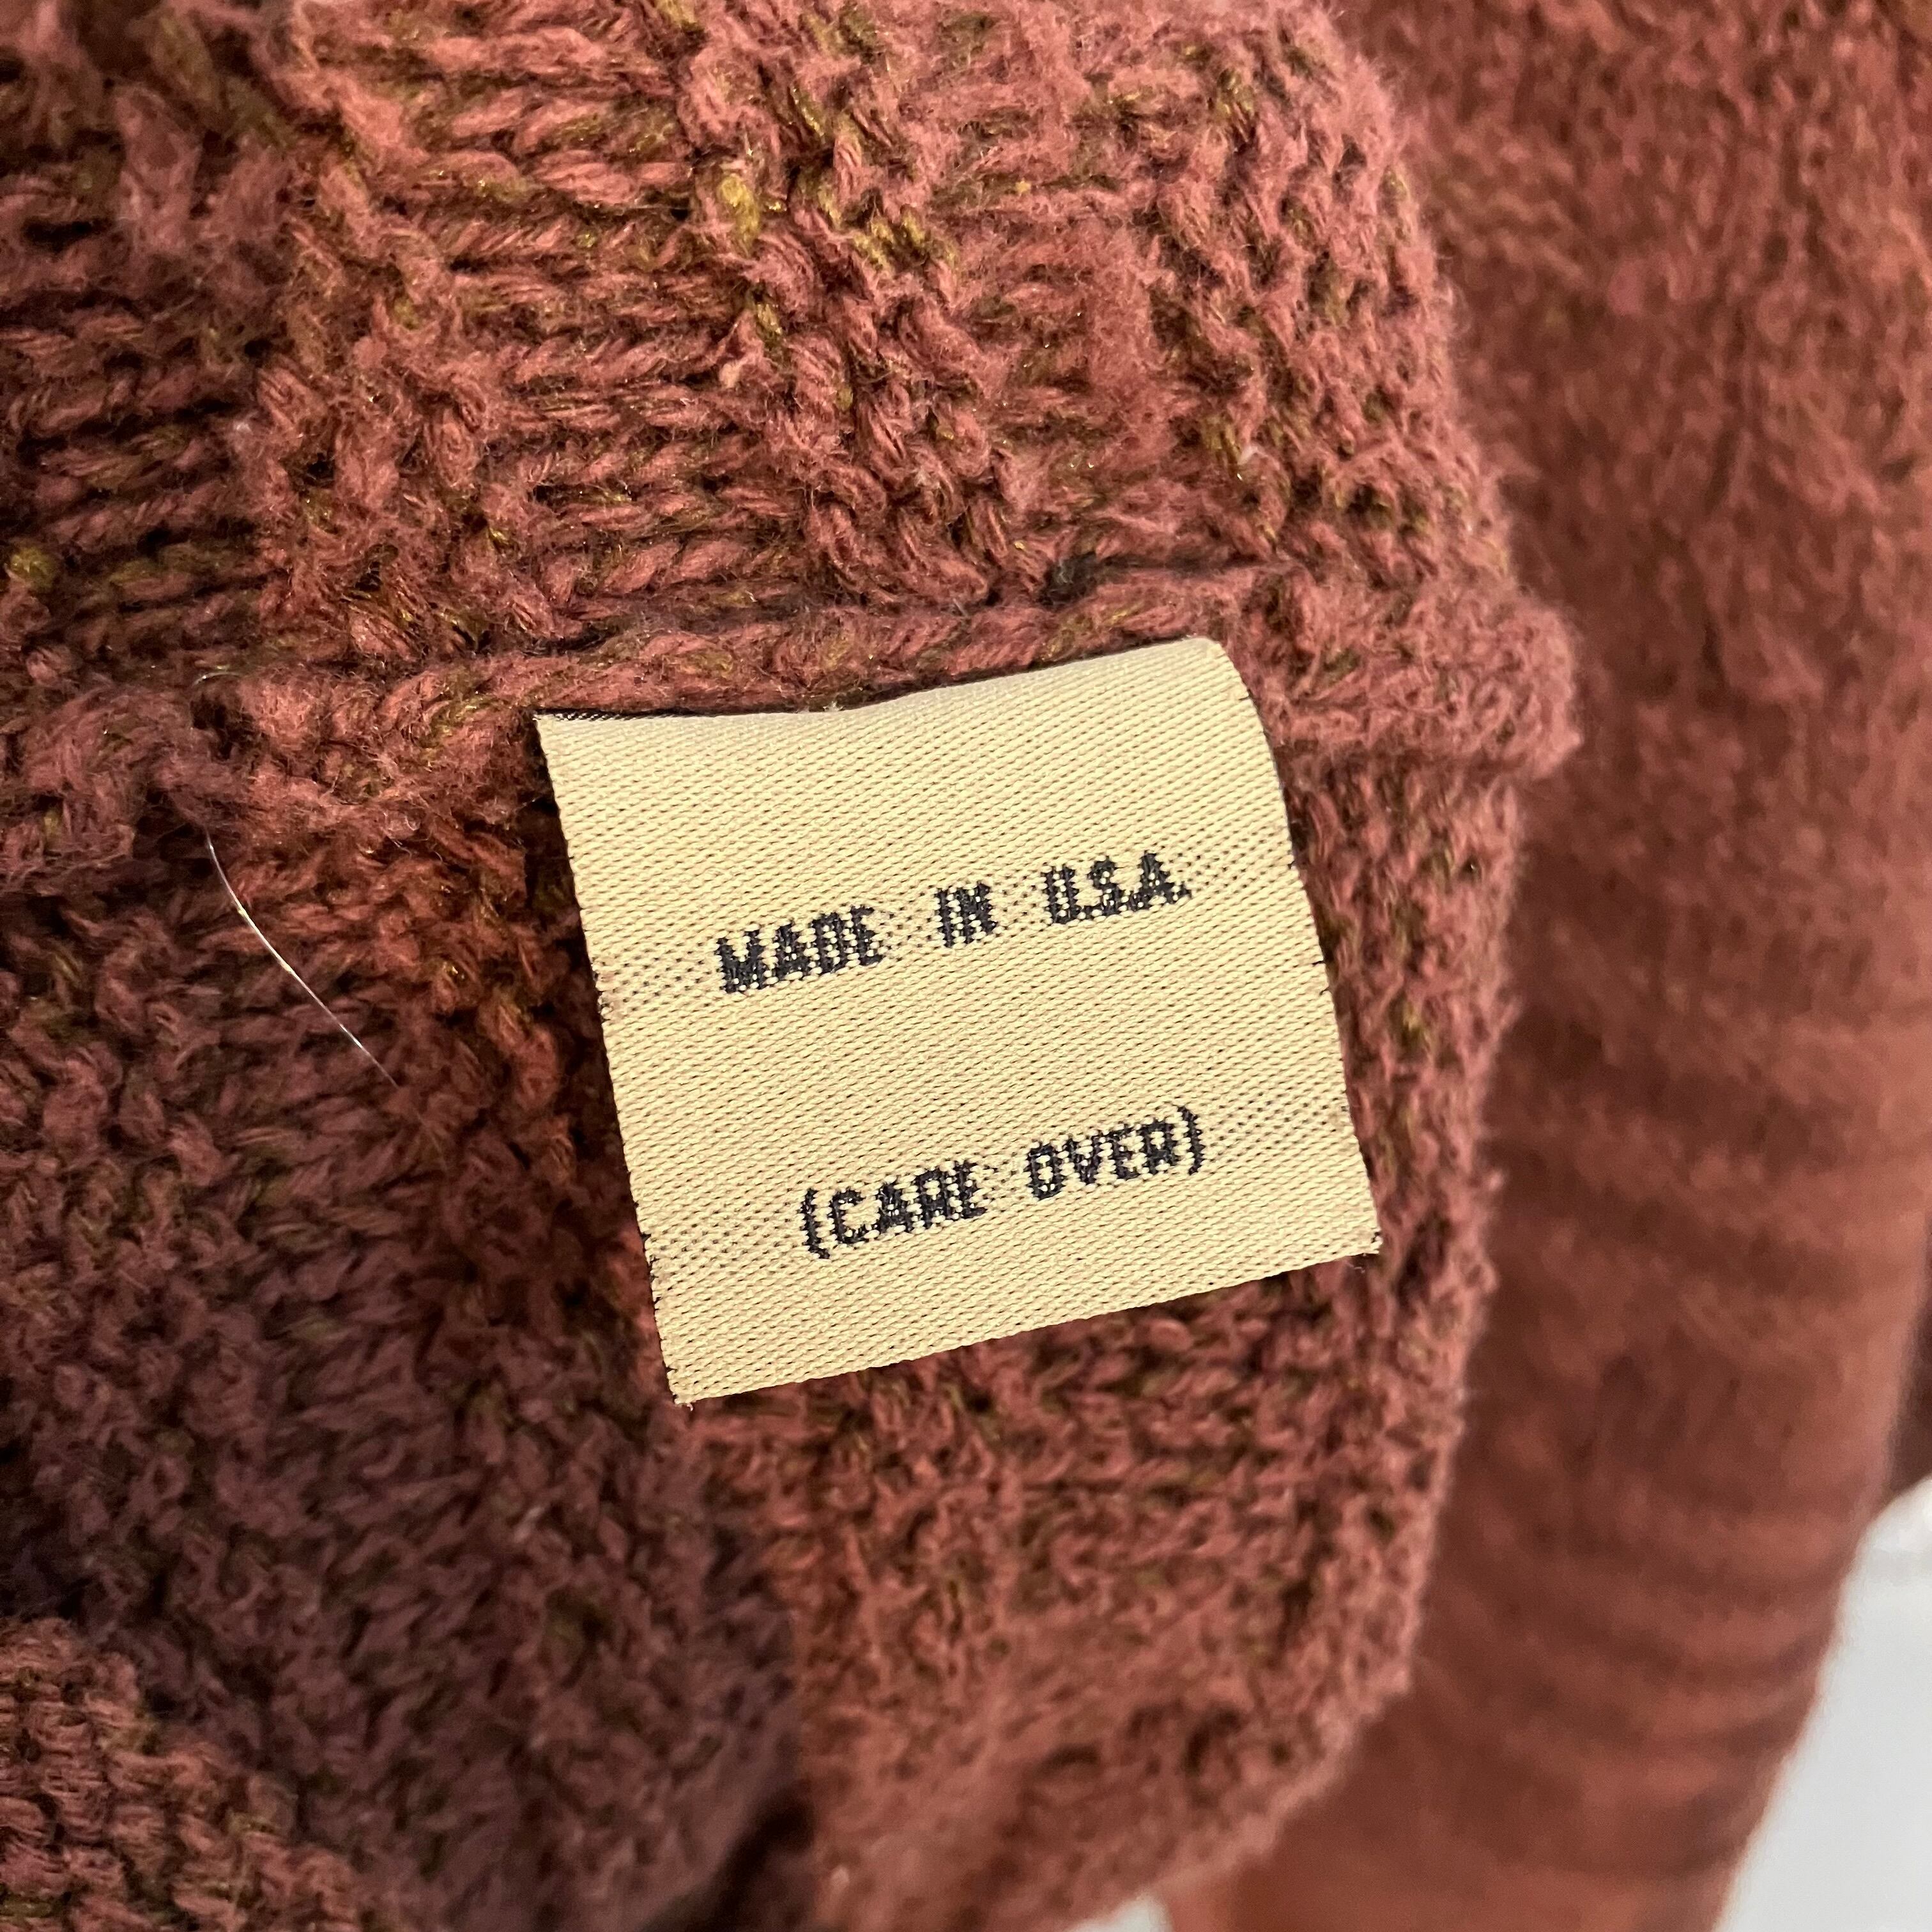 MADE IN U.S.A.
(CARE OVER)